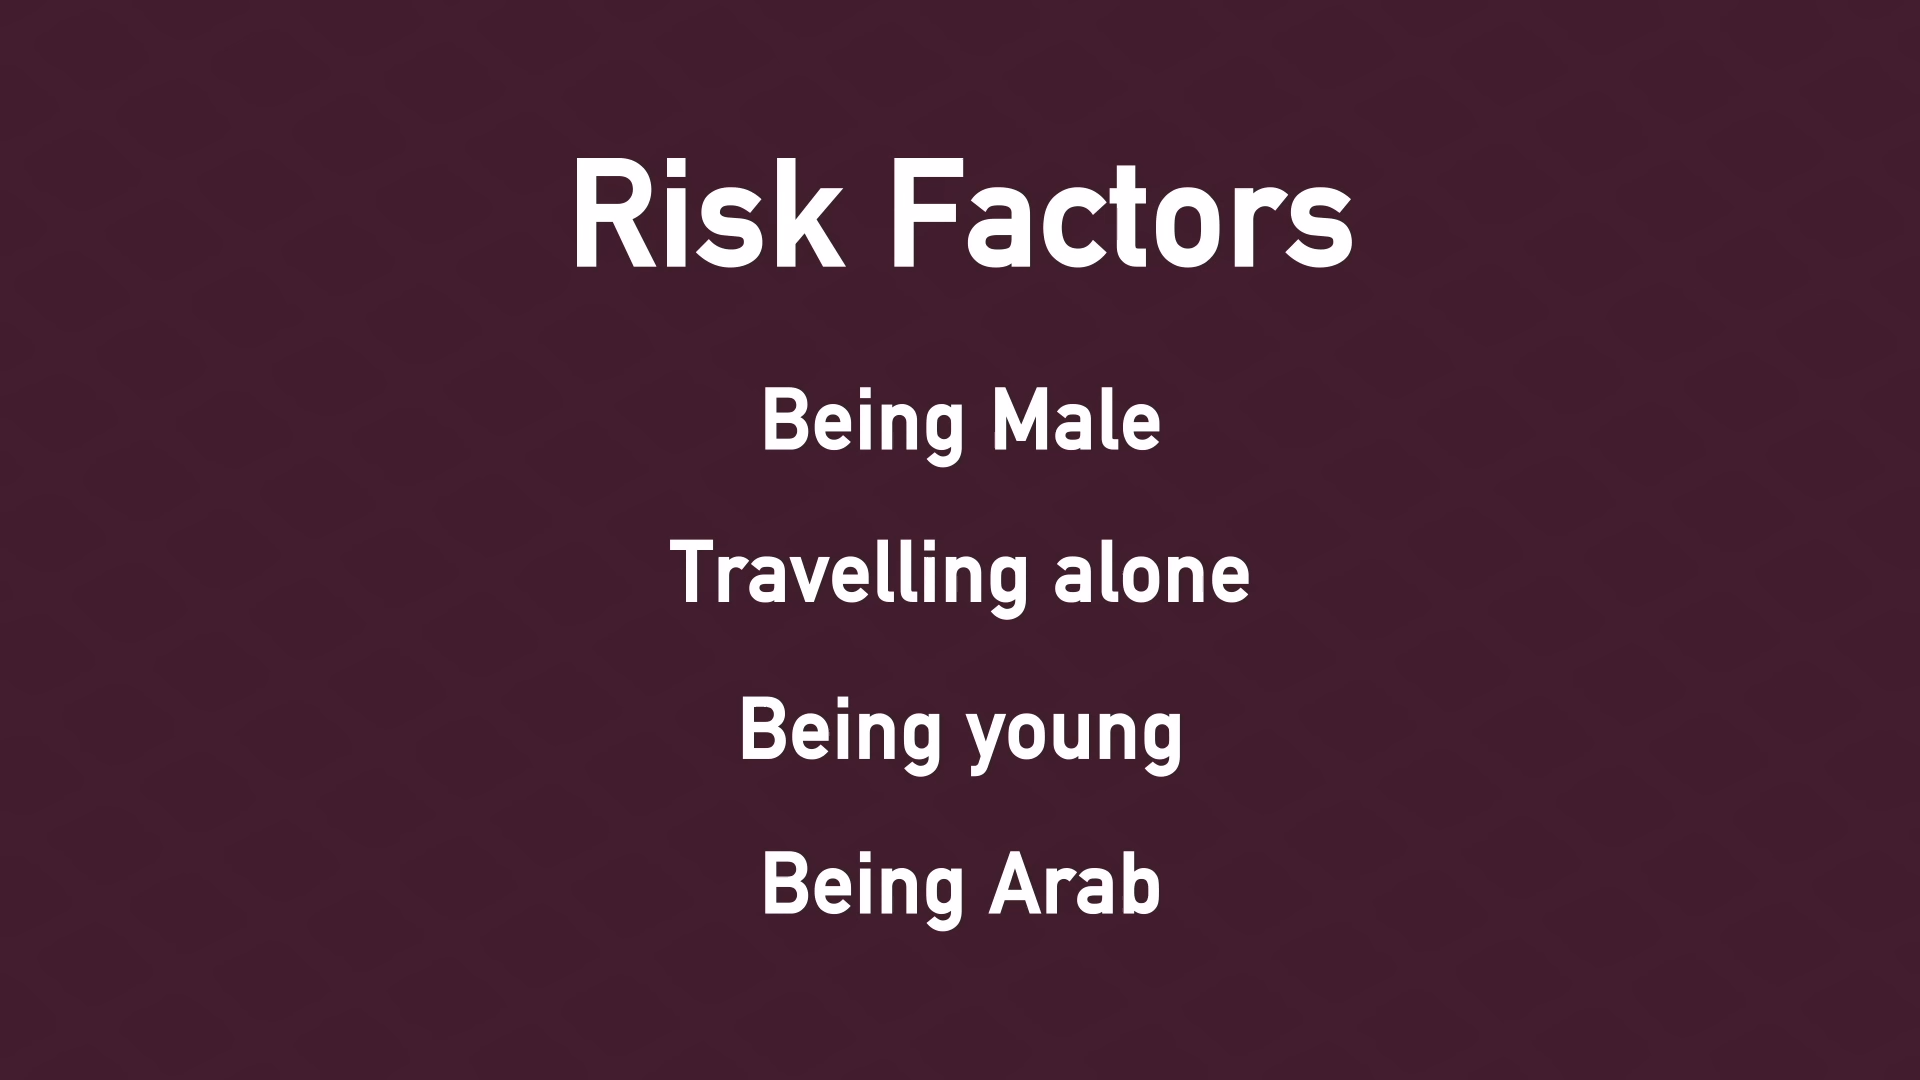 Risk Factors
Being Male
Travelling alone
Being young
Being Arab